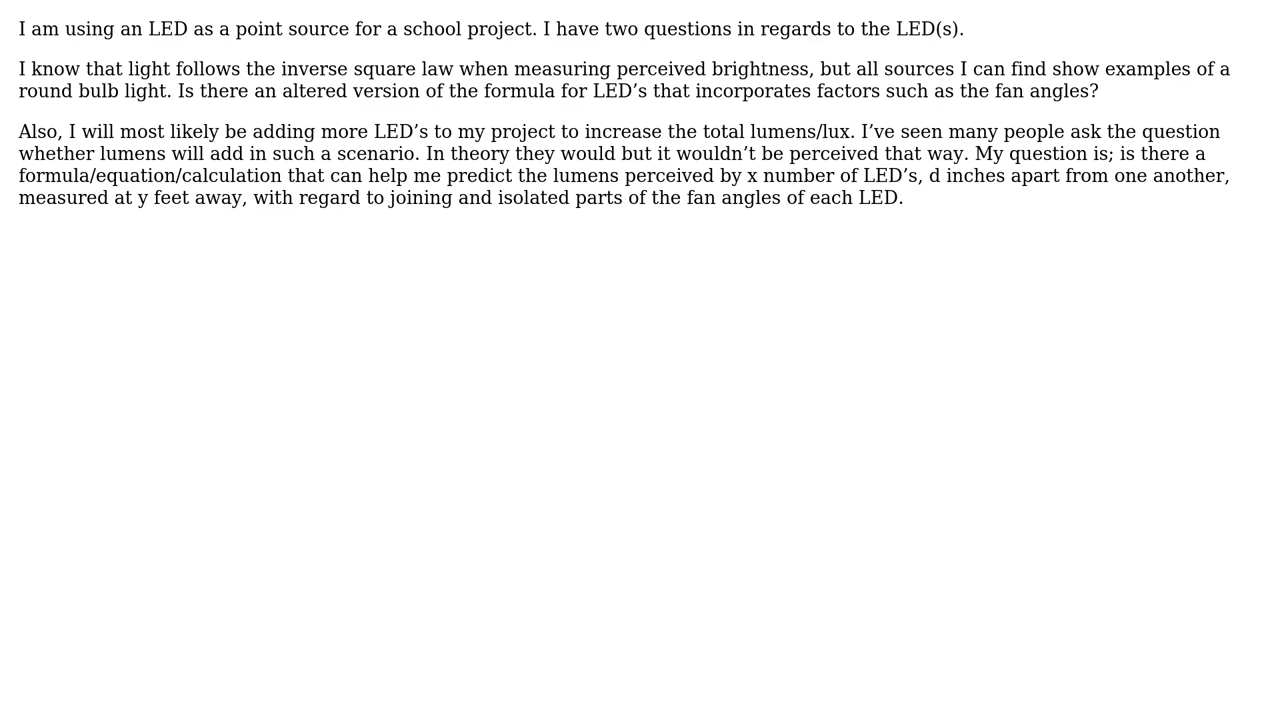 I am using an LED as a point source for a school project. I have two questions in regards to the LED(s).
I know that light follows the inverse square law when measuring perceived brightness, but all sources I can find show examples of a
round bulb light. Is there an altered version of the formula for LED’s that incorporates factors such as the fan angles?
Also, I will most likely be adding more LED’s to my project to increase the total lumens/lux. I’ve seen many people ask the question
whether lumens will add in such a scenario. In theory they would but it wouldn’t be perceived that way. My question is; is there a
formula/equation/calculation that can help me predict the lumens perceived by x number of LED’s, d inches apart from one another,
measured at y feet away, with regard to joining and isolated parts of the fan angles of each LED.